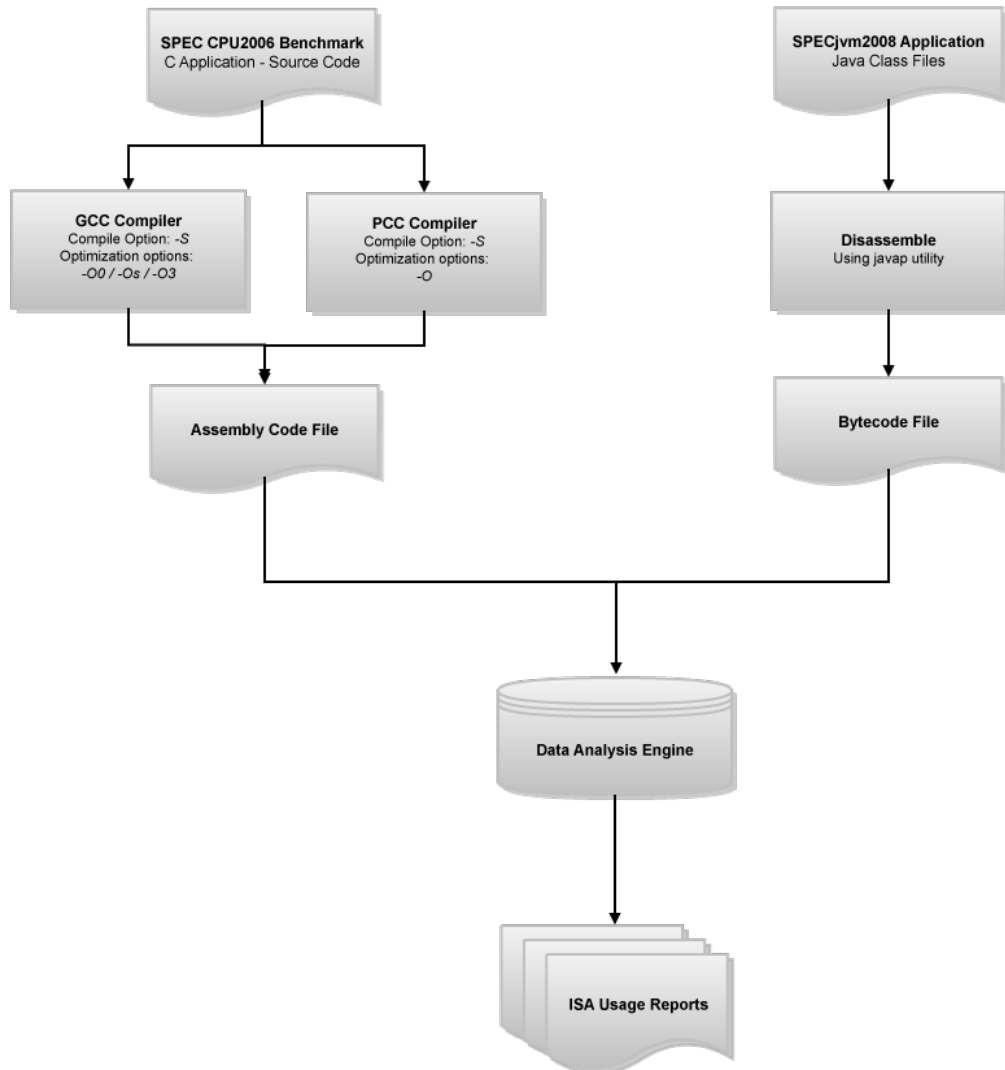 SPEC CPU2006 Benchmark
C Application - Source Code
SPECjvm2008 Application
Java Class Files
GCC Compiler
Compile Option: -S
Optimization options:
-O0 / -Os / -O3
PCC Compiler
Compile Option: -S
Optimization options:
-O
Disassemble
Using javap utility
Assembly Code File
Bytecode File
Data Analysis Engine
ISA Usage Reports